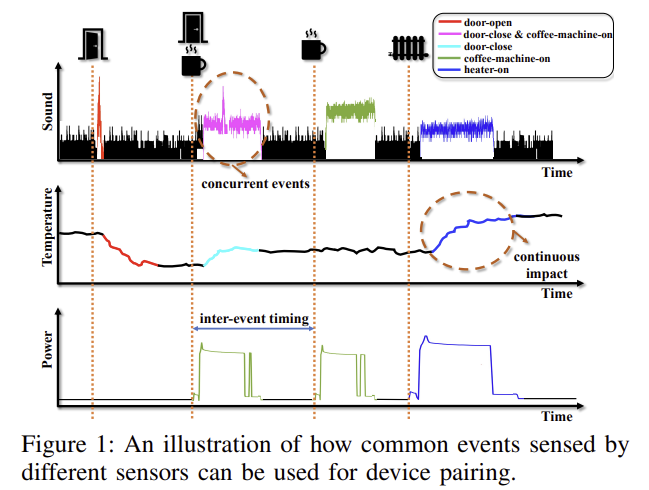 door-open
door-close & coffee-machine-on
door-close
coffee-machine-on
heater-on
Sound
concurrent events
Time
Temperature
continuous
impact
Time
inter-event timing
Power
Time
Figure 1: An illustration of how common events sensed by
different sensors can be used for device pairing.